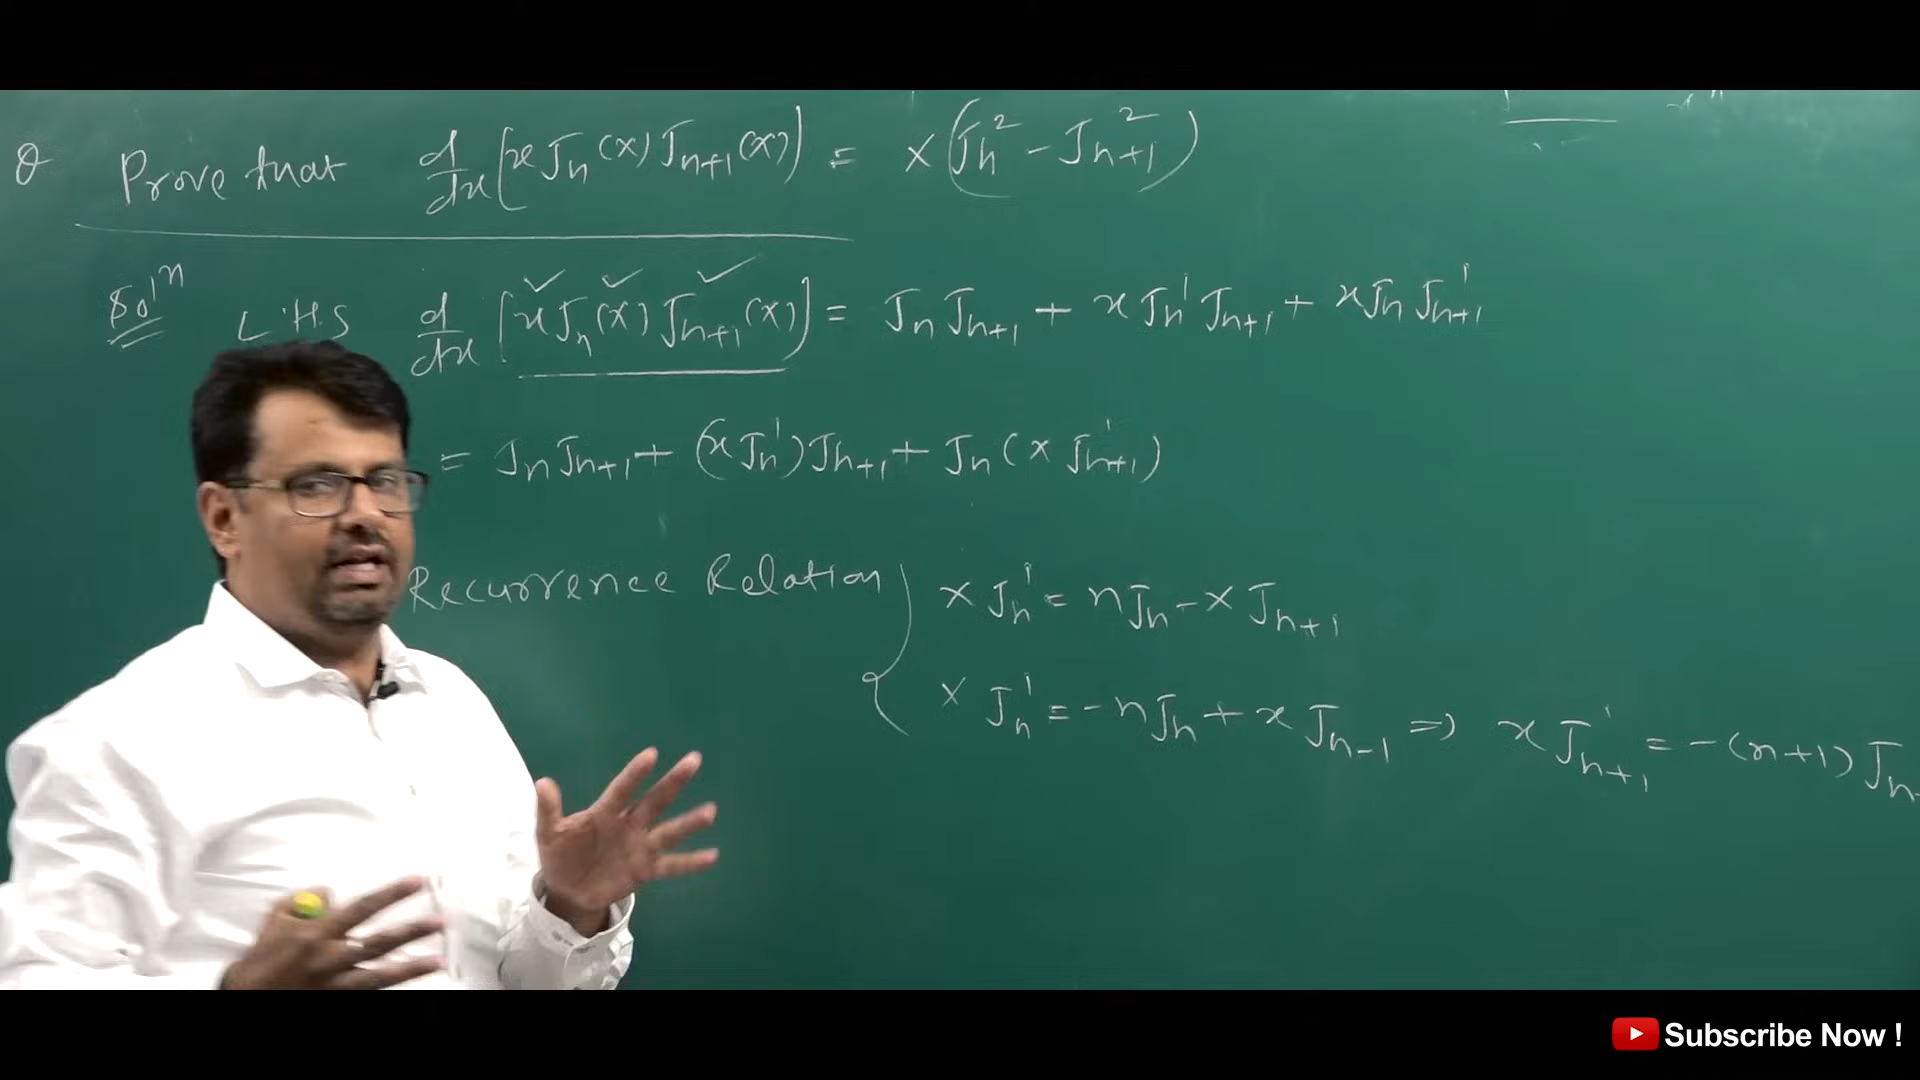 Q Prove that d/dx [x Jn(x) Jn+1(x)] = x (Jn² - Jn+1²)
Solⁿ L.H.S d/dx [x Jn(x) Jn+1(x)] = Jn Jn+1 + x Jn' Jn+1 + x Jn Jn+1'
= Jn Jn+1 + (x Jn') Jn+1 + Jn (x Jn+1')
Recurrence Relation { x Jn' = n Jn - x Jn+1
x Jn' = - n Jn + x Jn-1 => x Jn+1' = -(n+1) Jn
Subscribe Now !